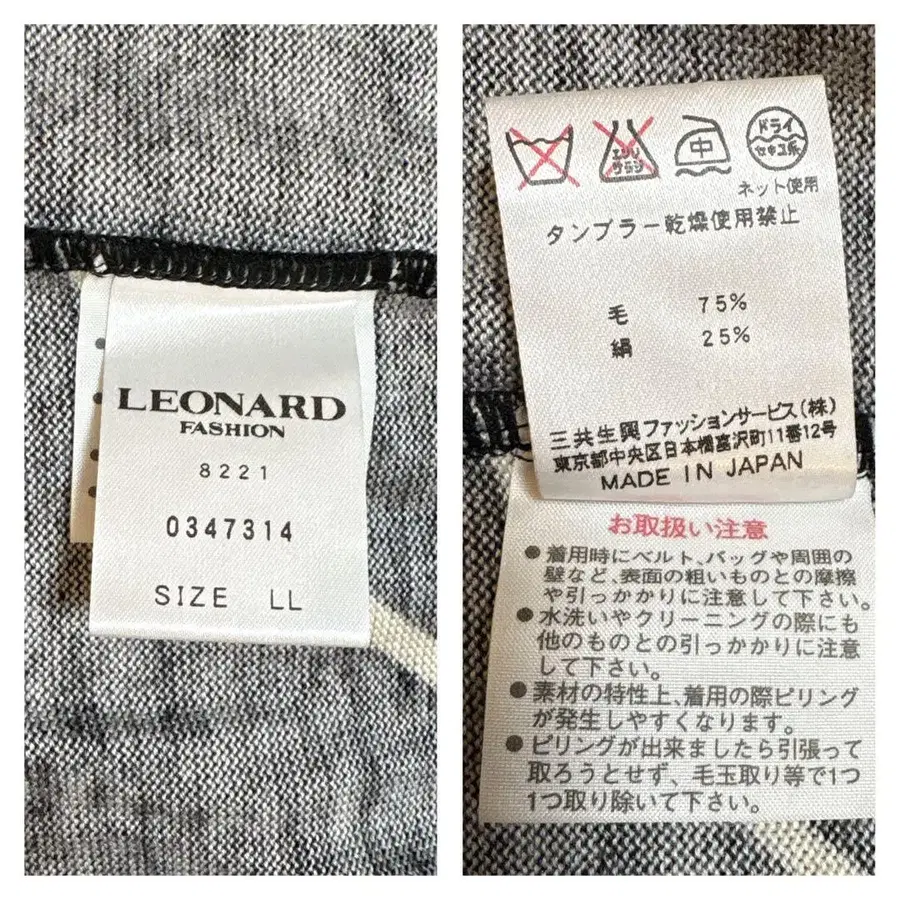 LEONARD
FASHION
8221
0347314
SIZE LL
エンソ
サラシ
中
ドライ
セキユ系
ネット使用
タンブラー乾燥使用禁止
毛 75%
絹 25%
三共生興ファッションサービス(株)
東京都中央区日本橋富沢町11番12号
MADE IN JAPAN
お取扱い注意
●着用時にベルト、バッグや周囲の
壁など、表面の粗いものとの摩擦
や引っかかりに注意して下さい。
●水洗いやクリーニングの際にも
他のものとの引っかかりに注意
して下さい。
●素材の特性上、着用の際ピリング
が発生しやすくなります。
●ピリングが出来ましたら引張って
取ろうとせず、毛玉取り等で1つ
1つ取り除いて下さい。